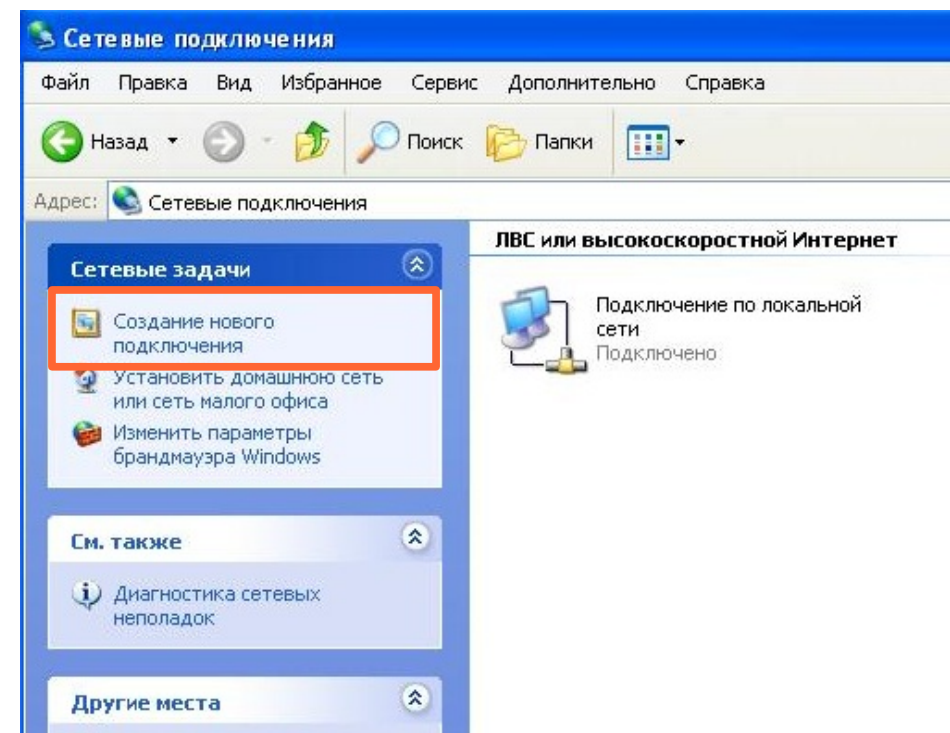 Сетевые подключения
Файл Правка Вид Избранное Сервис Дополнительно Справка
Назад Поиск Папки
Адрес: Сетевые подключения
Сетевые задачи
Создание нового
подключения
Установить домашнюю сеть
или сеть малого офиса
Изменить параметры
брандмауэра Windows
См. также
Диагностика сетевых
неполадок
Другие места
ЛВС или высокоскоростной Интернет
Подключение по локальной
сети
Подключено